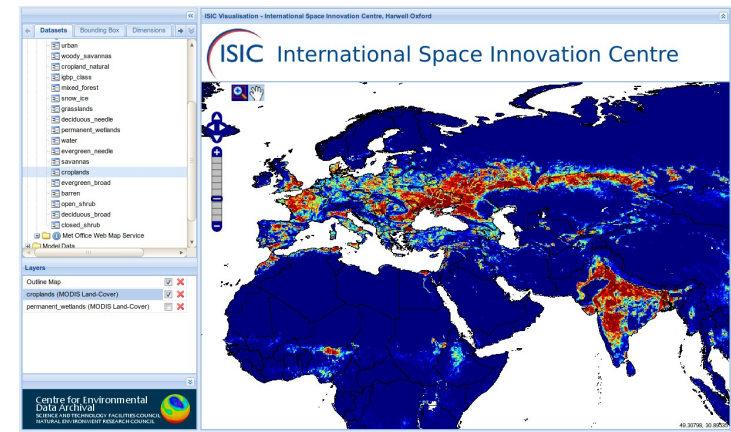 Datasets
Bounding Box
Dimensions
urban
woody_savannas
cropland_natural
igbp_class
mixed_forest
snow_ice
grasslands
deciduous_needle
permanent_wetlands
water
evergreen_needle
savannas
croplands
evergreen_broad
barren
open_shrub
deciduous_broad
closed_shrub
Met Office Web Map Service
Model Data
Layers
Outline Map
croplands (MODIS Land-Cover)
permanent_wetlands (MODIS Land-Cover)
Centre for Environmental
Data Archival
SCIENCE AND TECHNOLOGY FACILITIES COUNCIL
NATURAL ENVIRONMENT RESEARCH COUNCIL
ISIC Visualisation - International Space Innovation Centre, Harwell Oxford
ISIC International Space Innovation Centre